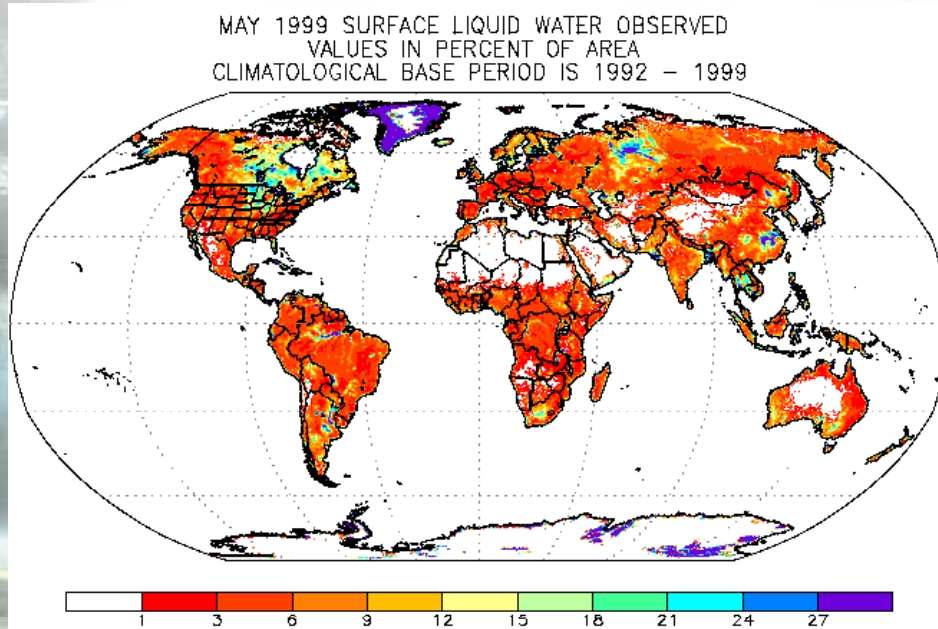 MAY 1999 SURFACE LIQUID WATER OBSERVED
VALUES IN PERCENT OF AREA
CLIMATOLOGICAL BASE PERIOD IS 1992 – 1999
1 3 6 9 12 15 18 21 24 27